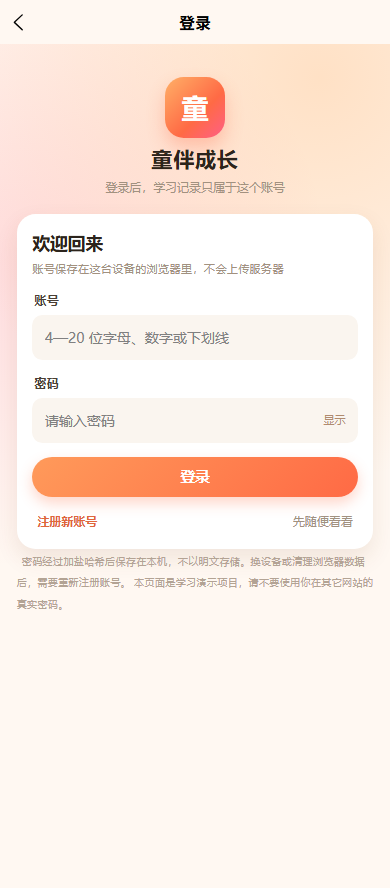 登录
童
童伴成长
登录后，学习记录只属于这个账号
欢迎回来
账号保存在这台设备的浏览器里，不会上传服务器
账号
4—20 位字母、数字或下划线
密码
请输入密码
显示
登录
注册新账号
先随便看看
密码经过加盐哈希后保存在本机，不以明文存储。换设备或清理浏览器数据
后，需要重新注册账号。 本页面是学习演示项目，请不要使用你在其它网站的
真实密码。